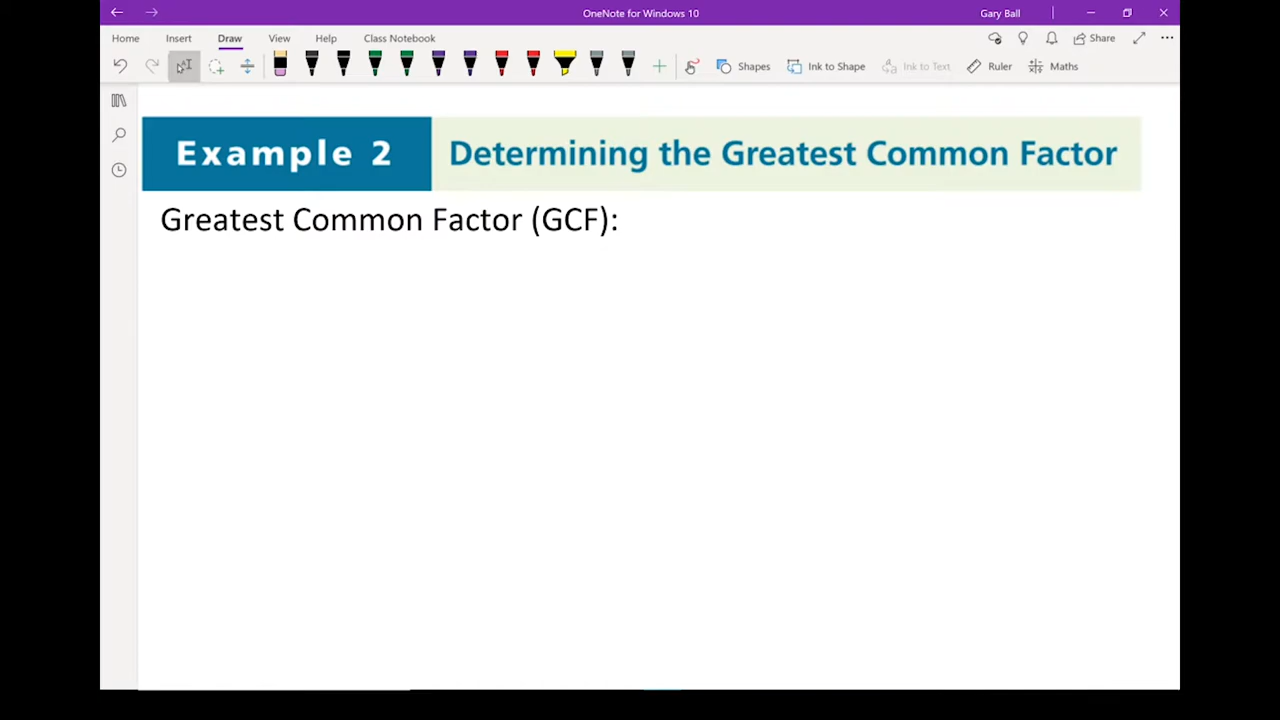 OneNote for Windows 10
Gary Ball
Home Insert Draw View Help Class Notebook
Share
Shapes Ink to Shape Ink to Text Ruler Maths
Example 2 Determining the Greatest Common Factor
Greatest Common Factor (GCF):